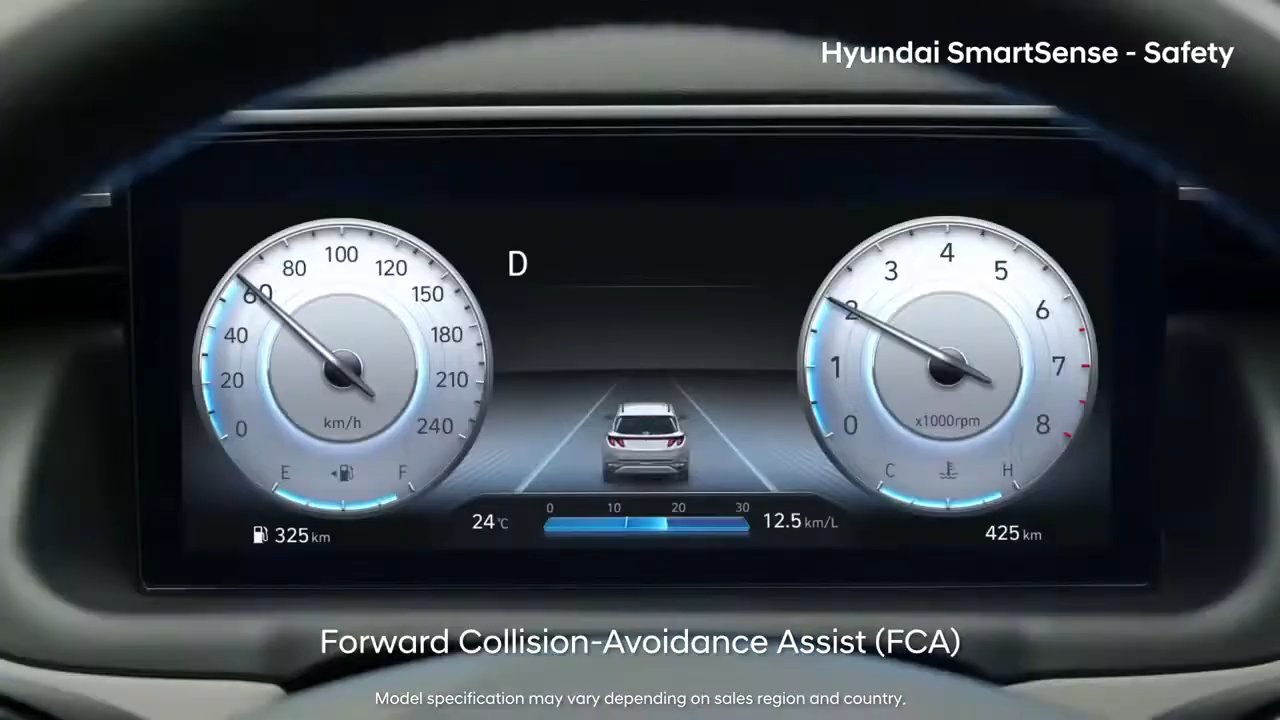 Hyundai SmartSense - Safety
D
0
20
40
60
80
100
120
150
180
210
240
km/h
E
F
0
1
2
3
4
5
6
7
8
x1000rpm
C
H
325 km
24°C
0 10 20 30
12.5 km/L
425 km
Forward Collision-Avoidance Assist (FCA)
Model specification may vary depending on sales region and country.